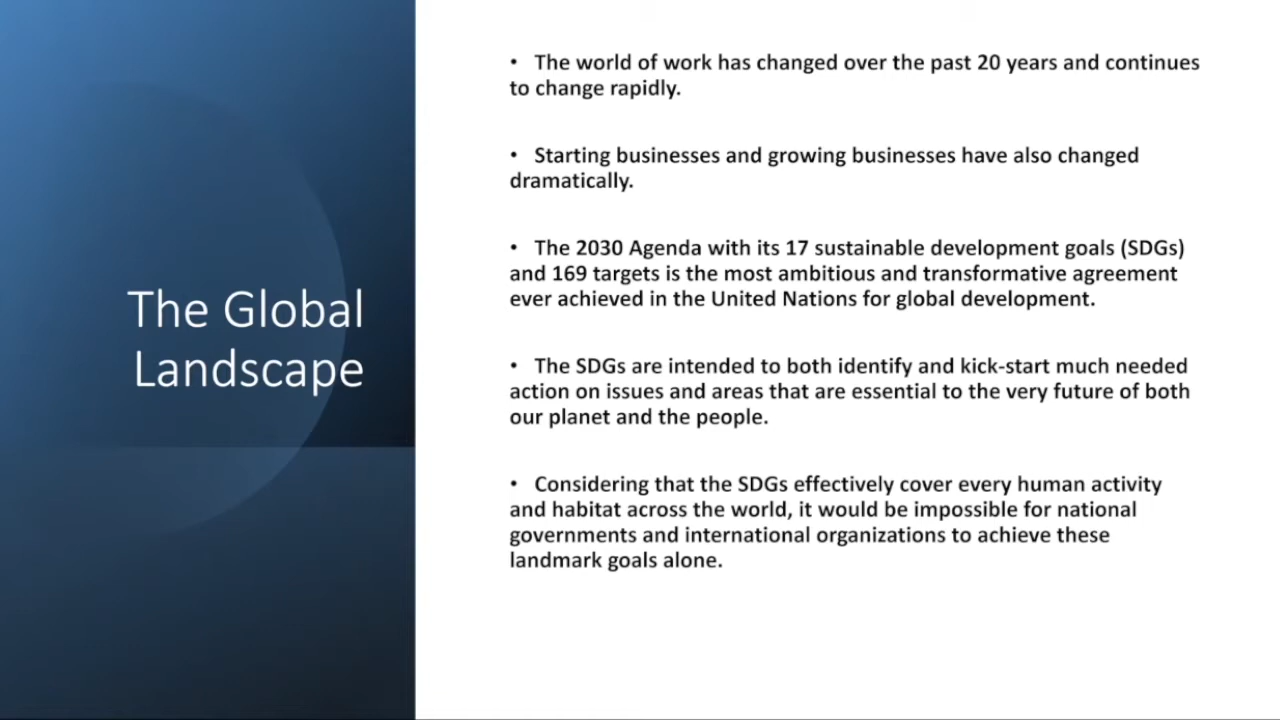 The Global
Landscape
• The world of work has changed over the past 20 years and continues
to change rapidly.
• Starting businesses and growing businesses have also changed
dramatically.
• The 2030 Agenda with its 17 sustainable development goals (SDGs)
and 169 targets is the most ambitious and transformative agreement
ever achieved in the United Nations for global development.
• The SDGs are intended to both identify and kick-start much needed
action on issues and areas that are essential to the very future of both
our planet and the people.
• Considering that the SDGs effectively cover every human activity
and habitat across the world, it would be impossible for national
governments and international organizations to achieve these
landmark goals alone.